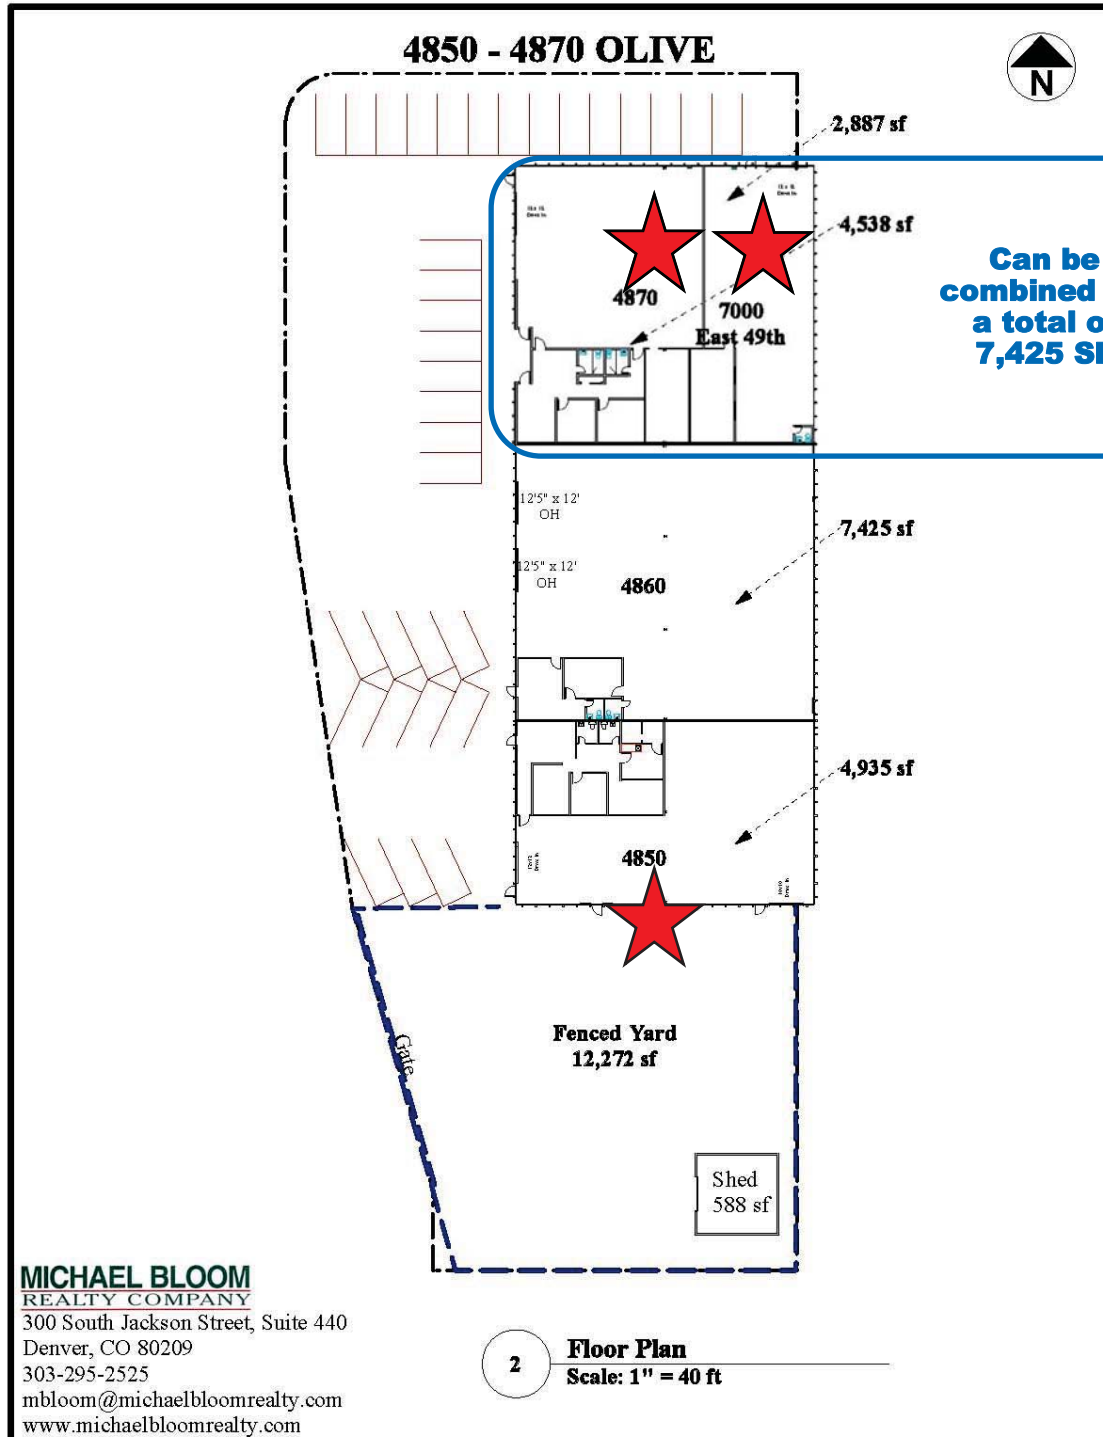 4850 - 4870 OLIVE
N
2,887 sf
4,538 sf
Can be
combined
a total o
7,425 S
4870
7000
East 49th
12'5" x 12'
OH
7,425 sf
12'5" x 12'
OH
4860
4,935 sf
4850
Fenced Yard
12,272 sf
Gate
Shed
588 sf
MICHAEL BLOOM
REALTY COMPANY
300 South Jackson Street, Suite 440
Denver, CO 80209
303-295-2525
mbloom@michaelbloomrealty.com
www.michaelbloomrealty.com
2
Floor Plan
Scale: 1" = 40 ft